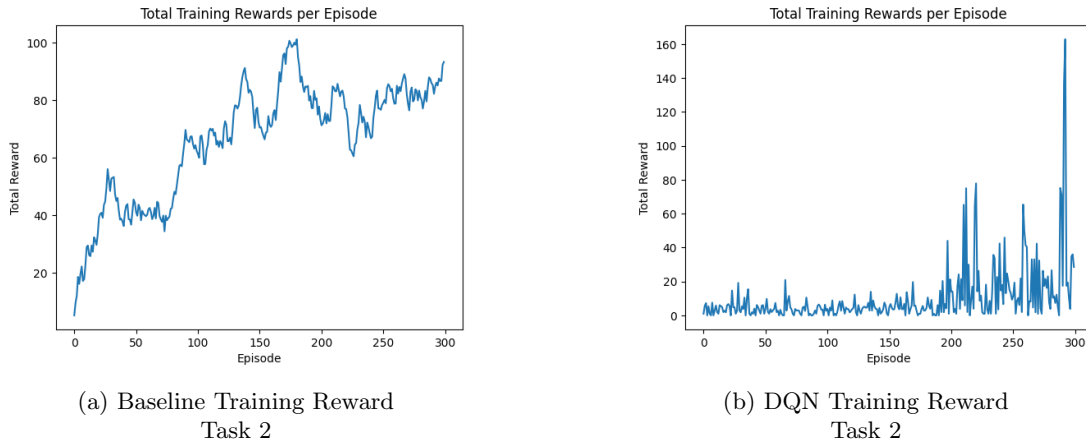 Total Training Rewards per Episode
100
80
60
40
20
Total Reward
0 50 100 150 200 250 300
Episode
(a) Baseline Training Reward
Task 2
Total Training Rewards per Episode
160
140
120
100
80
60
40
20
0
Total Reward
0 50 100 150 200 250 300
Episode
(b) DQN Training Reward
Task 2